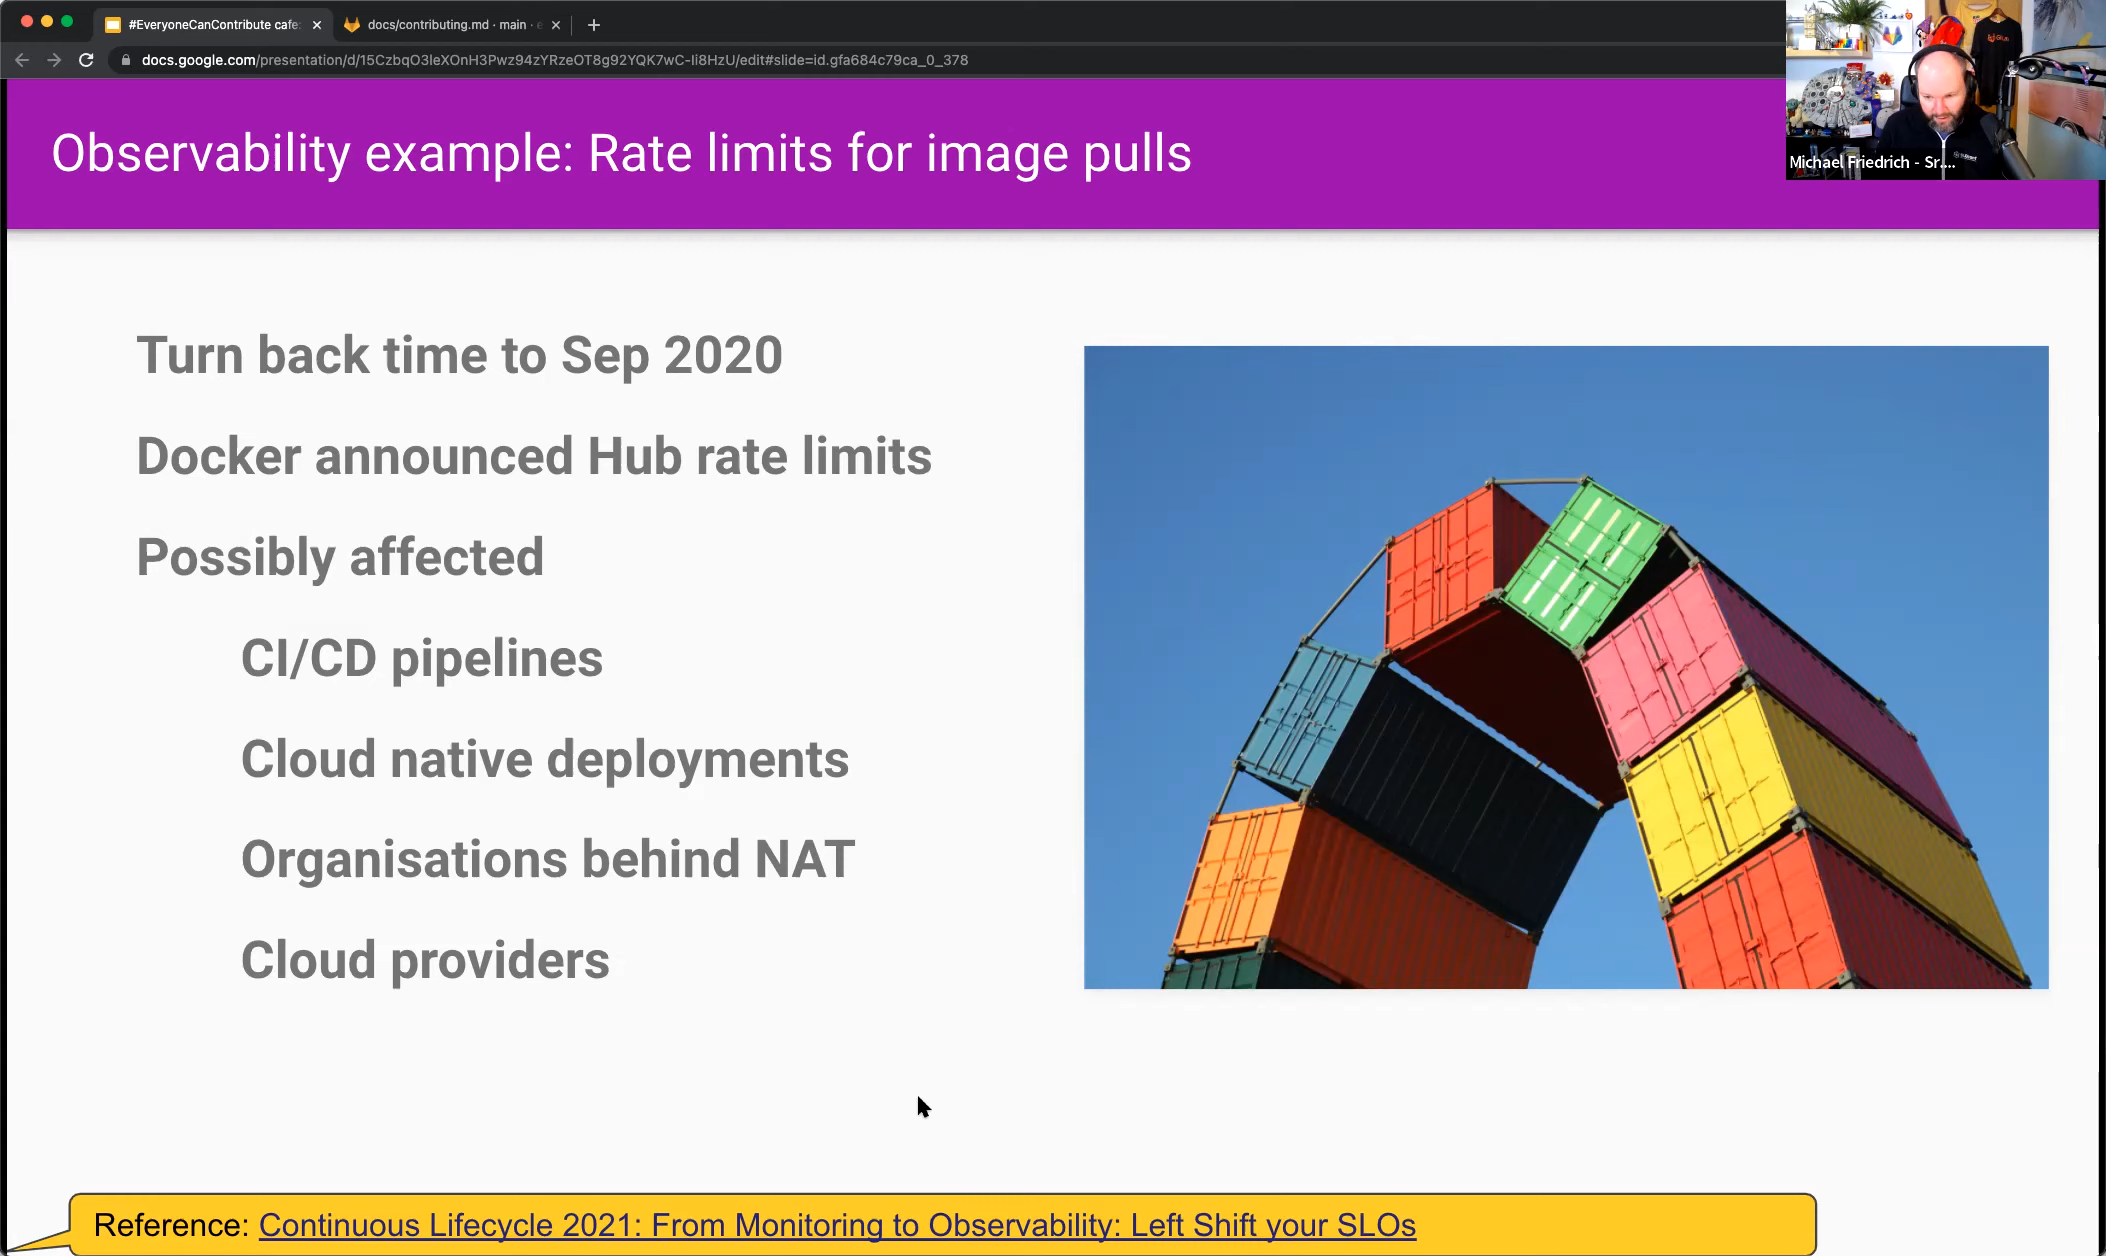 #EveryoneCanContribute cafe:
docs/contributing.md · main ·
docs.google.com/presentation/d/15CzbqO3leXOnH3Pwz94zYRzeOT8g92YQK7wC-Ii8HzU/edit#slide=id.gfa684c79ca_0_378
Michael Friedrich - Sr....
Observability example: Rate limits for image pulls
Turn back time to Sep 2020
Docker announced Hub rate limits
Possibly affected
CI/CD pipelines
Cloud native deployments
Organisations behind NAT
Cloud providers
Reference: Continuous Lifecycle 2021: From Monitoring to Observability: Left Shift your SLOs